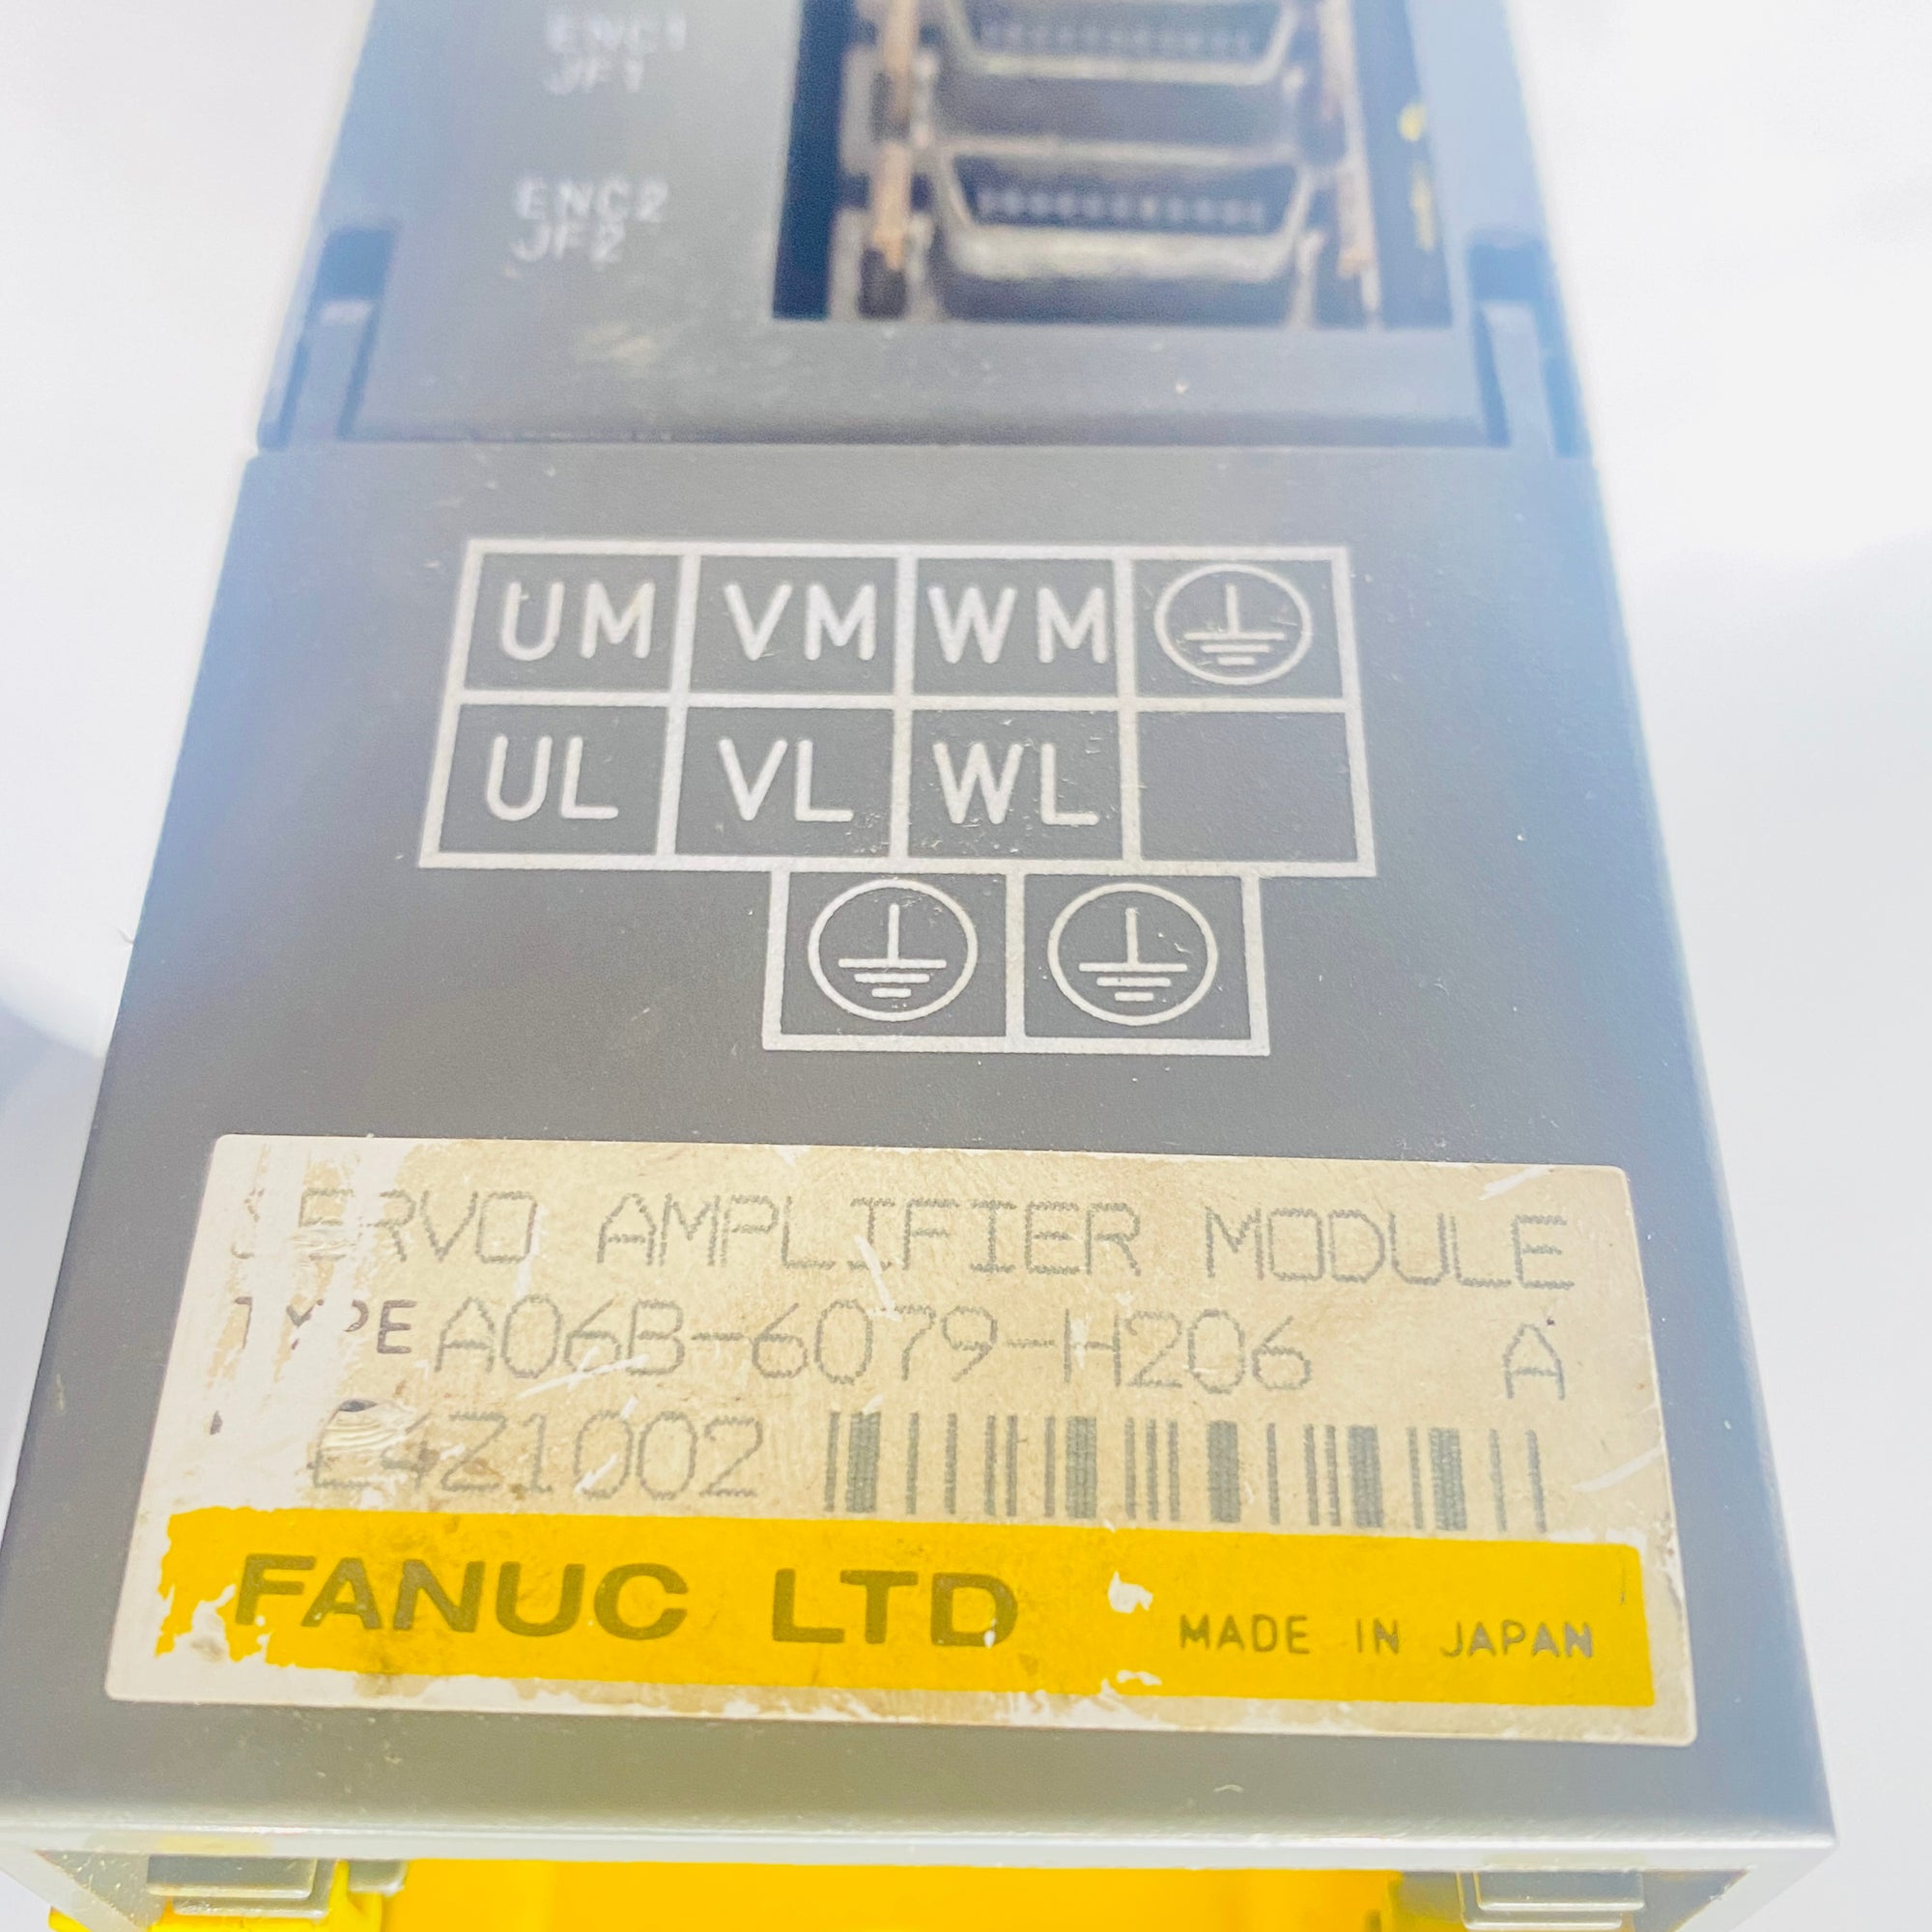 ENC1
JF1
ENC2
JF2
UM VM WM
UL VL WL
SERVO AMPLIFIER MODULE
TYPE A06B-6079-H206 A
E4Z1002
FANUC LTD MADE IN JAPAN